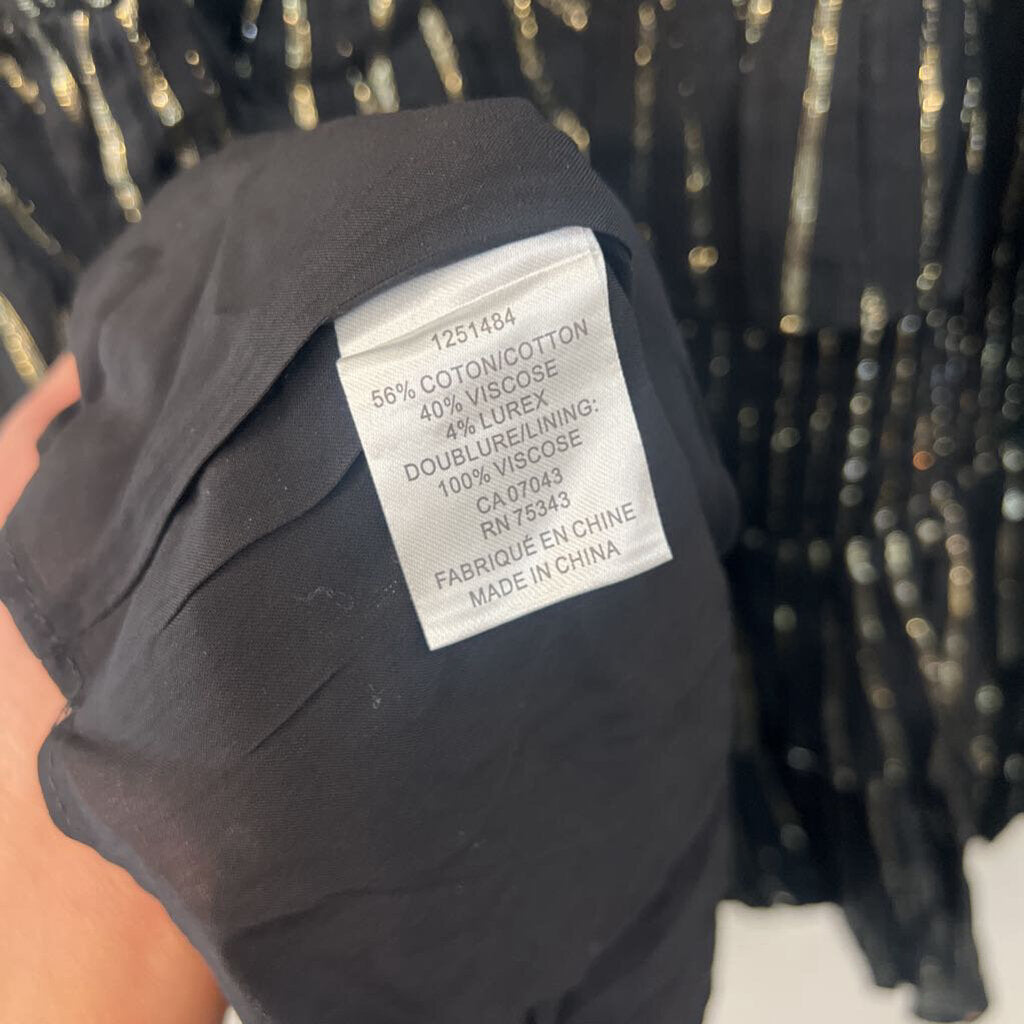 1251484
56% COTON/COTTON
40% VISCOSE
4% LUREX
DOUBLURE/LINING:
100% VISCOSE
CA 07043
RN 75343
FABRIQUÉ EN CHINE
MADE IN CHINA